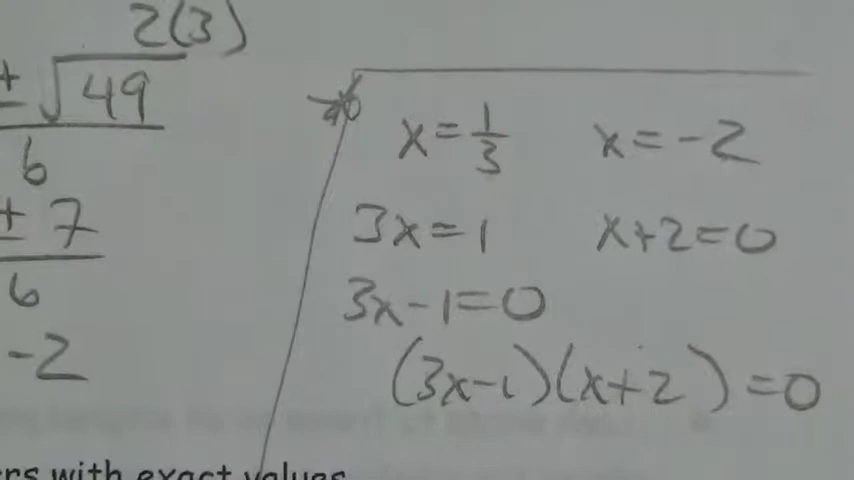 2(3)
± √49
6
± 7
6
-2
x = 1/3 x = -2
3x = 1 x+2=0
3x-1=0
(3x-1)(x+2)=0
with exact values